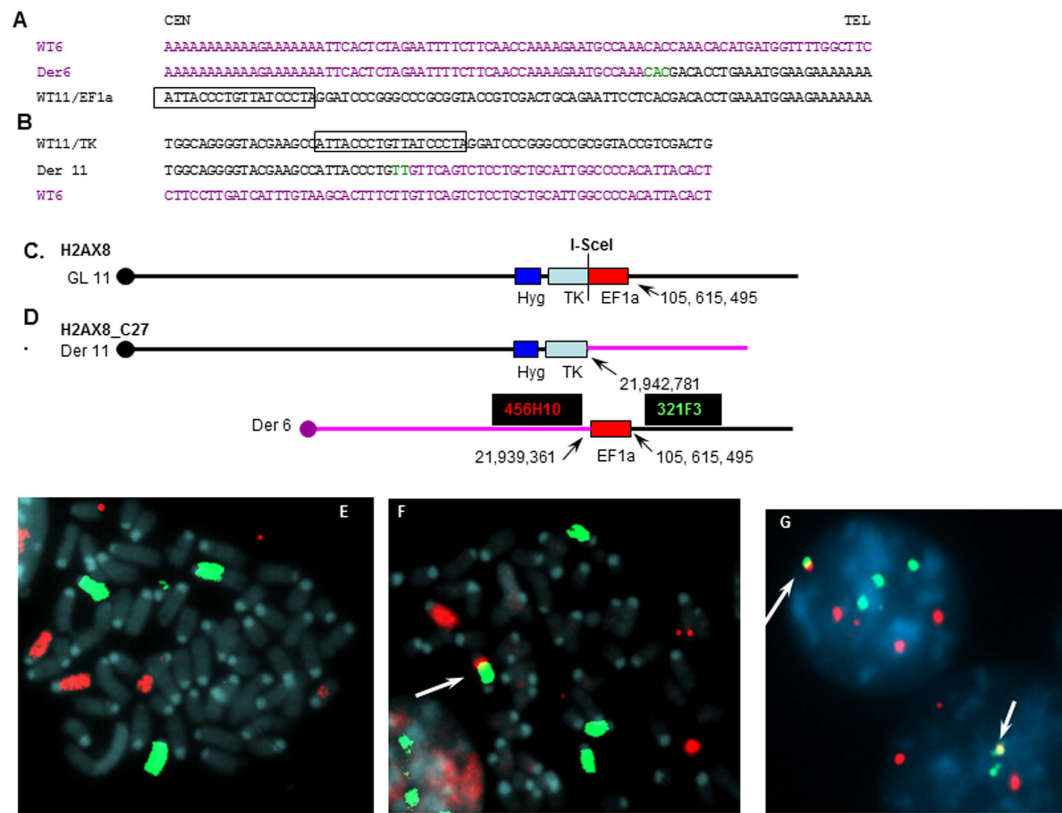 A
CEN TEL
WT6 AAAAAAAAAAAGAAAAAAATTCACTCTAGAATTTTCTTCAACCAAAAGAATGCCAAACACCAAACACATGATGGTTTTGGCTTC
Der6 AAAAAAAAAAAGAAAAAAATTCACTCTAGAATTTTCTTCAACCAAAAGAATGCCAAACACGACACCTGAAATGGAAGAAAAAAA
WT11/EF1a ATTACCCTGTTATCCCTAGGATCCCGGGCCCGCGGTACCGTCGACTGCAGAATTCCTCACGACACCTGAAATGGAAGAAAAAAA
B
WT11/TK TGGCAGGGGTACGAAGCCATTACCCTGTTATCCCTAGGATCCCGGGCCCGCGGTACCGTCGACTG
Der 11 TGGCAGGGGTACGAAGCCATTACCCTGTTGTTCAGTCTCCTGCTGCATTGGCCCCACATTACACT
WT6 CTTCCTTGATCATTTGTAAGCACTTTCTTGTTCAGTCTCCTGCTGCATTGGCCCCACATTACACT
C.
H2AX8 I-SceI
GL 11
Hyg TK EF1a 105, 615, 495
D
H2AX8_C27
Der 11
Hyg TK
21,942,781
456H10 321F3
Der 6
21,939,361 EF1a 105, 615, 495
E
F
G